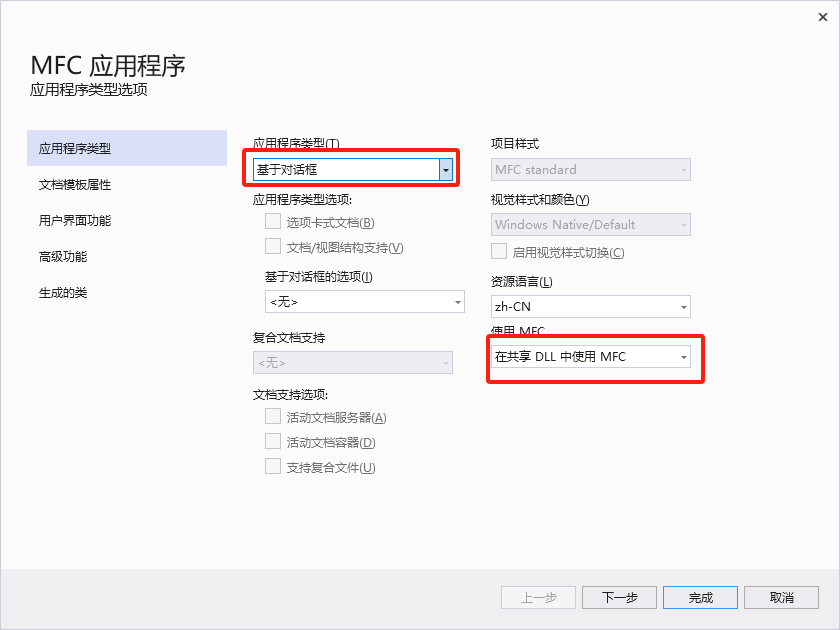 MFC 应用程序
应用程序类型选项
应用程序类型
文档模板属性
用户界面功能
高级功能
生成的类
应用程序类型(T)
基于对话框
应用程序类型选项:
选项卡式文档(B)
文档/视图结构支持(V)
基于对话框的选项(I)
<无>
复合文档支持
<无>
文档支持选项:
活动文档服务器(A)
活动文档容器(D)
支持复合文件(U)
项目样式
MFC standard
视觉样式和颜色(Y)
Windows Native/Default
启用视觉样式切换(C)
资源语言(L)
zh-CN
使用 MFC
在共享 DLL 中使用 MFC
上一步
下一步
完成
取消